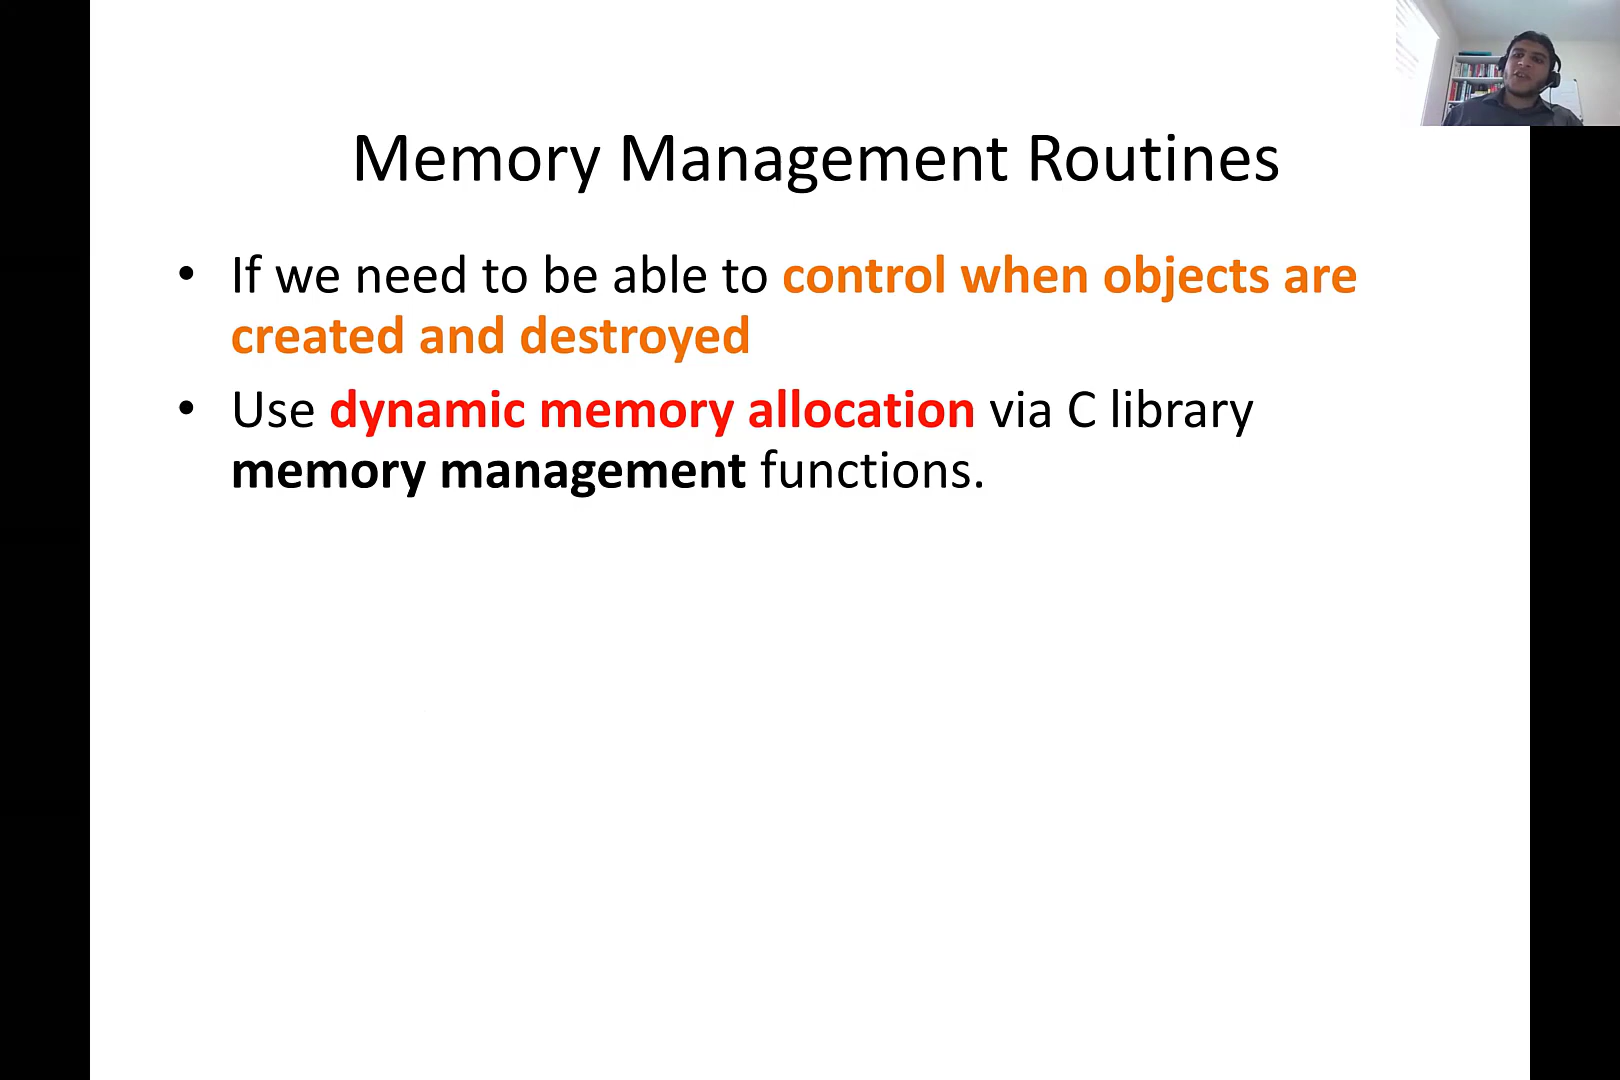 Memory Management Routines
• If we need to be able to control when objects are
created and destroyed
• Use dynamic memory allocation via C library
memory management functions.